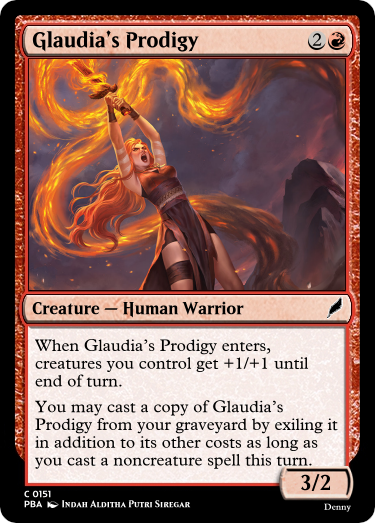 Glaudia's Prodigy 2
Creature — Human Warrior
When Glaudia's Prodigy enters,
creatures you control get +1/+1 until
end of turn.
You may cast a copy of Glaudia's
Prodigy from your graveyard by exiling it
in addition to its other costs as long as
you cast a noncreature spell this turn.
3/2
C 0151
PBA Indah Alditha Putri Siregar
Denny